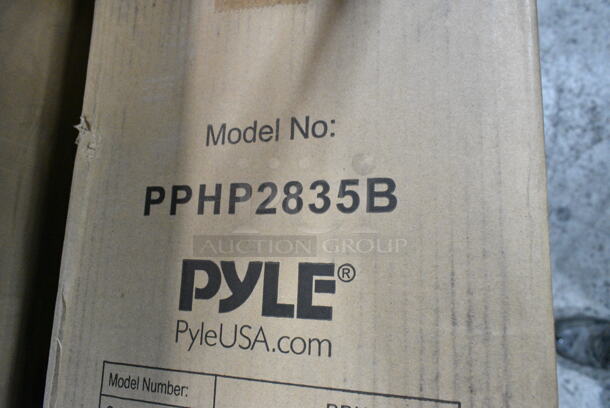 Model No:
PPHP2835B
AUCTION GROUP
PYLE®
PyleUSA.com
Model Number: